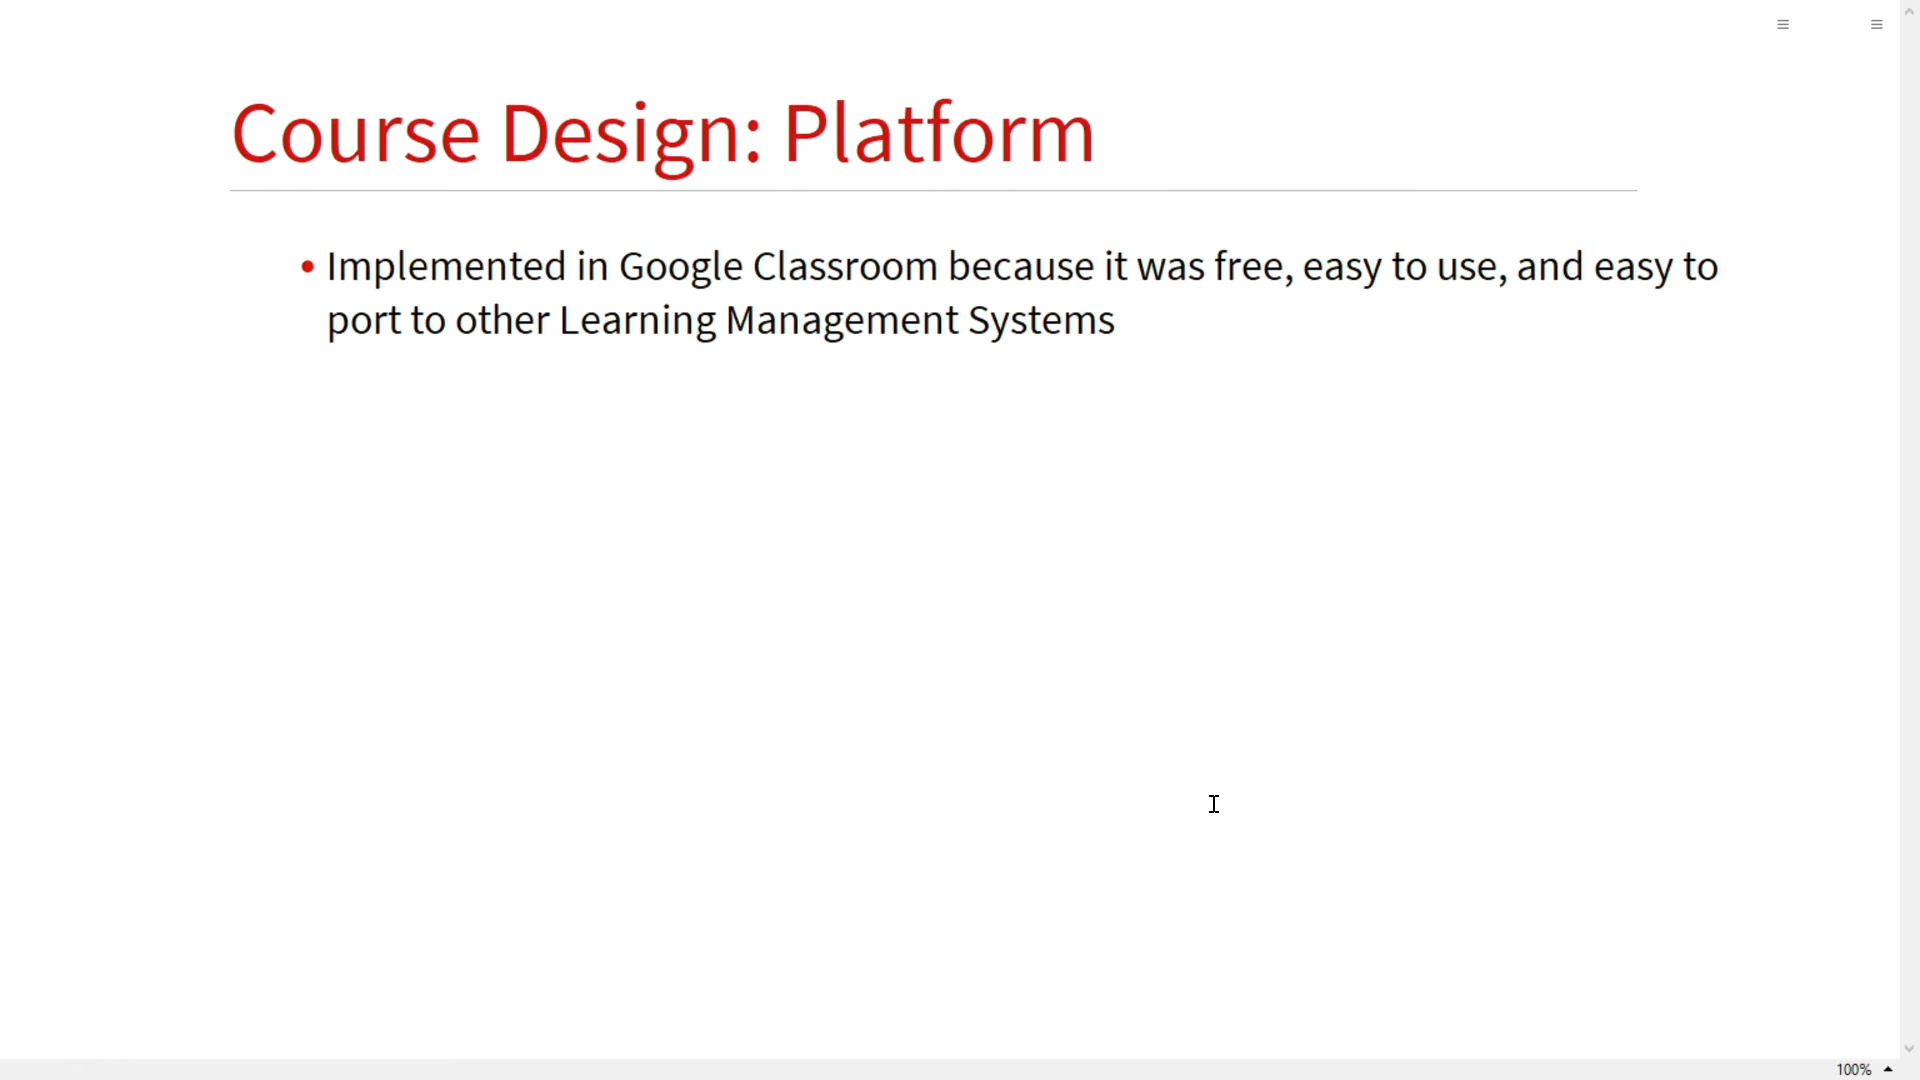 Course Design: Platform
• Implemented in Google Classroom because it was free, easy to use, and easy to
port to other Learning Management Systems
100%